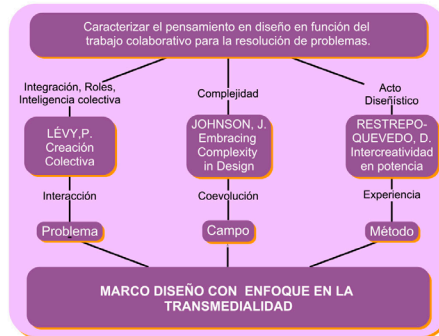 Caracterizar el pensamiento en diseño en función del
trabajo colaborativo para la resolución de problemas.
Integración, Roles,
Inteligencia colectiva
Complejidad
Acto
Diseñístico
LÉVY,P.
Creación
Colectiva
JOHNSON, J.
Embracing
Complexity
in Design
RESTREPO-
QUEVEDO, D.
Intercreatividad
en potencia
Interacción
Coevolución
Experiencia
Problema
Campo
Método
MARCO DISEÑO CON ENFOQUE EN LA
TRANSMEDIALIDAD